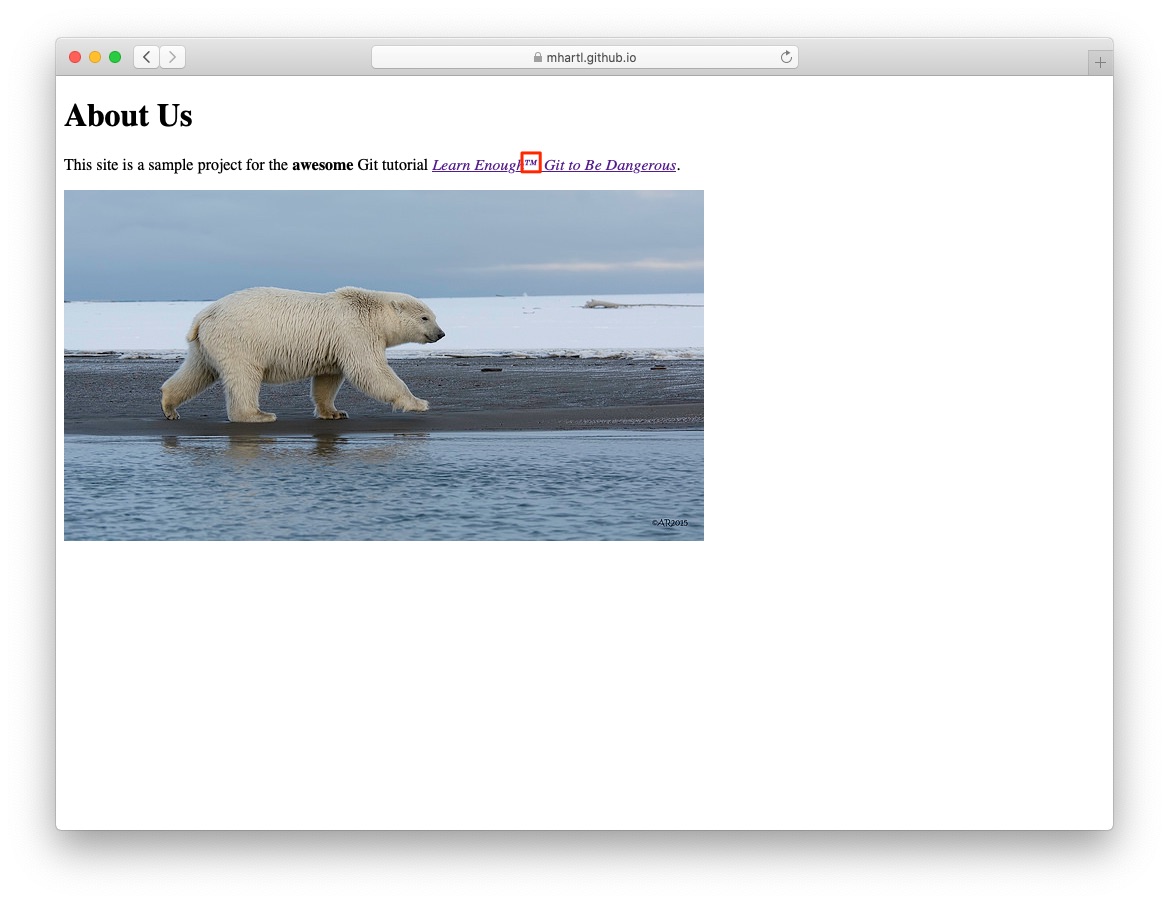 mhartl.github.io
About Us
This site is a sample project for the awesome Git tutorial Learn Enough™ Git to Be Dangerous.
©AR2015